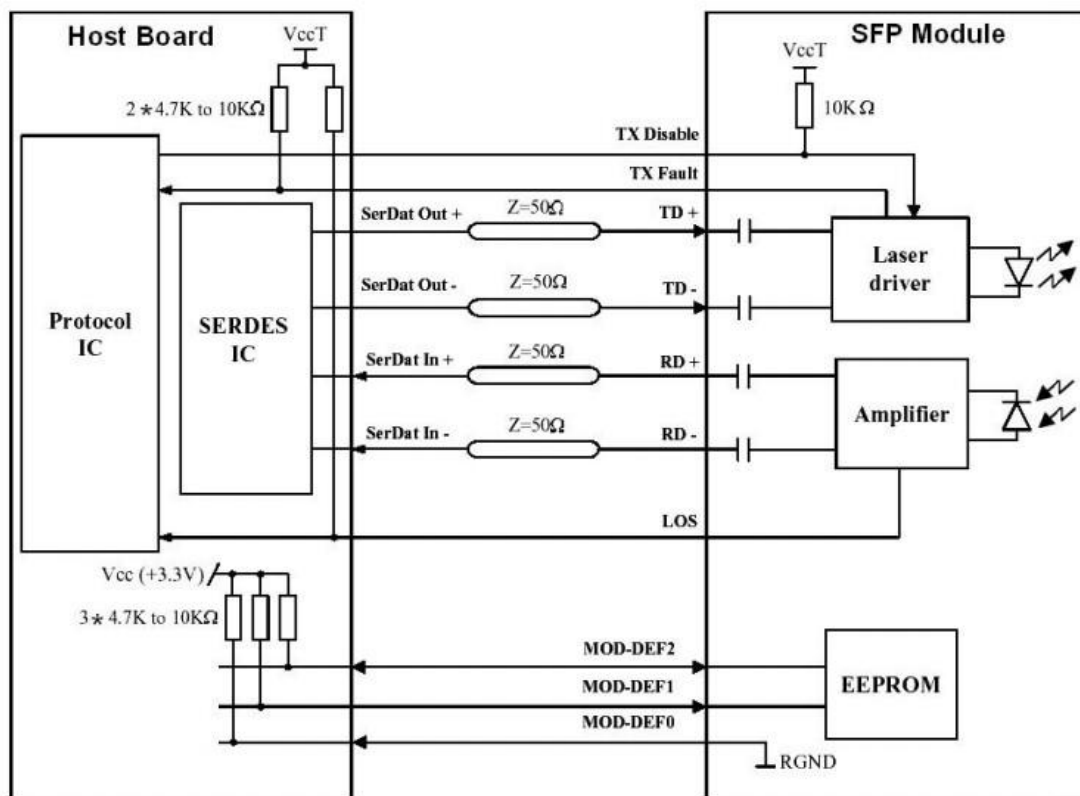 Host Board
SFP Module
VccT
VccT
2*4.7K to 10KΩ
10KΩ
TX Disable
TX Fault
SerDat Out +
Z=50Ω
TD +
SerDat Out -
Z=50Ω
TD -
Laser
driver
Protocol
IC
SERDES
IC
SerDat In +
Z=50Ω
RD +
SerDat In -
Z=50Ω
RD -
Amplifier
LOS
Vcc (+3.3V)
3*4.7K to 10KΩ
MOD-DEF2
MOD-DEF1
MOD-DEF0
EEPROM
RGND